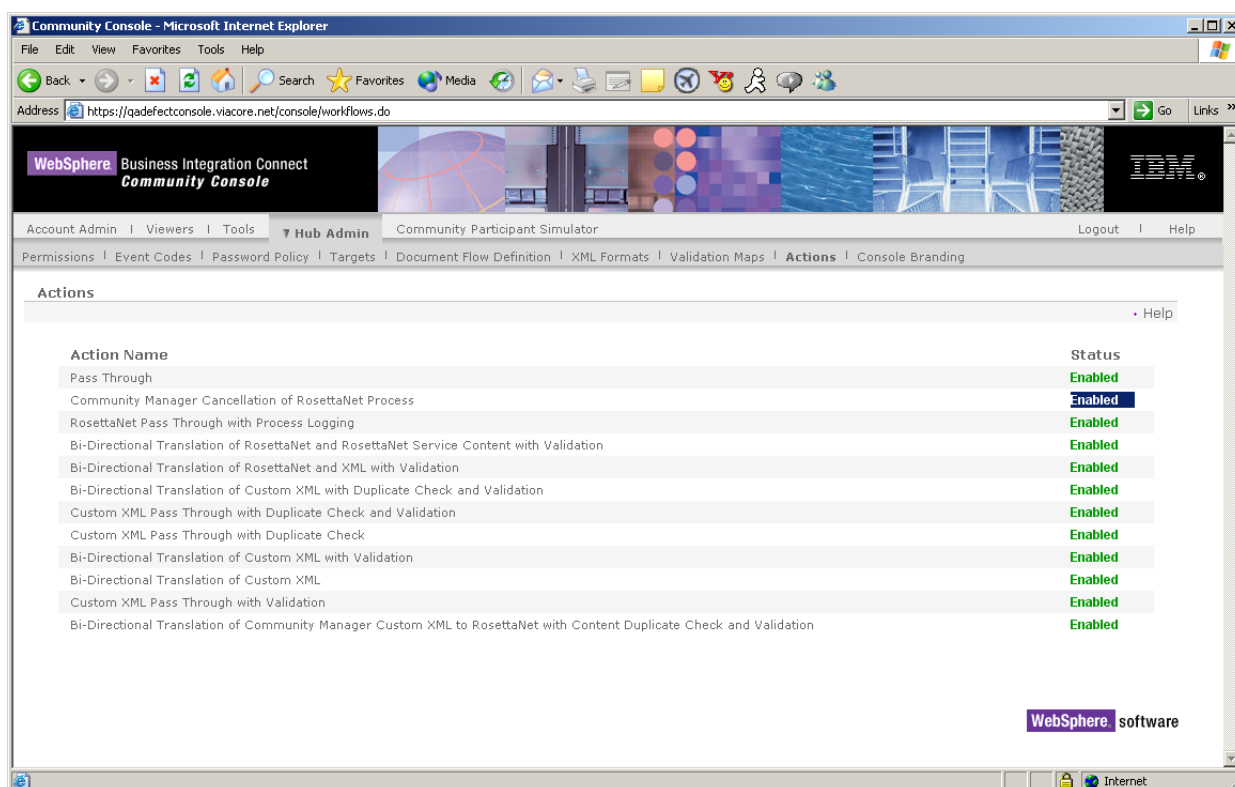 Community Console - Microsoft Internet Explorer
File Edit View Favorites Tools Help
Back Search Favorites Media
Address https://qadefectconsole.viacore.net/console/workflows.do Go Links »
WebSphere. Business Integration Connect
Community Console
IBM®
Account Admin | Viewers | Tools Hub Admin Community Participant Simulator Logout | Help
Permissions | Event Codes | Password Policy | Targets | Document Flow Definition | XML Formats | Validation Maps | Actions | Console Branding
Actions
• Help
Action Name Status
Pass Through Enabled
Community Manager Cancellation of RosettaNet Process Enabled
RosettaNet Pass Through with Process Logging Enabled
Bi-Directional Translation of RosettaNet and RosettaNet Service Content with Validation Enabled
Bi-Directional Translation of RosettaNet and XML with Validation Enabled
Bi-Directional Translation of Custom XML with Duplicate Check and Validation Enabled
Custom XML Pass Through with Duplicate Check and Validation Enabled
Custom XML Pass Through with Duplicate Check Enabled
Bi-Directional Translation of Custom XML with Validation Enabled
Bi-Directional Translation of Custom XML Enabled
Custom XML Pass Through with Validation Enabled
Bi-Directional Translation of Community Manager Custom XML to RosettaNet with Content Duplicate Check and Validation Enabled
WebSphere. software
Internet